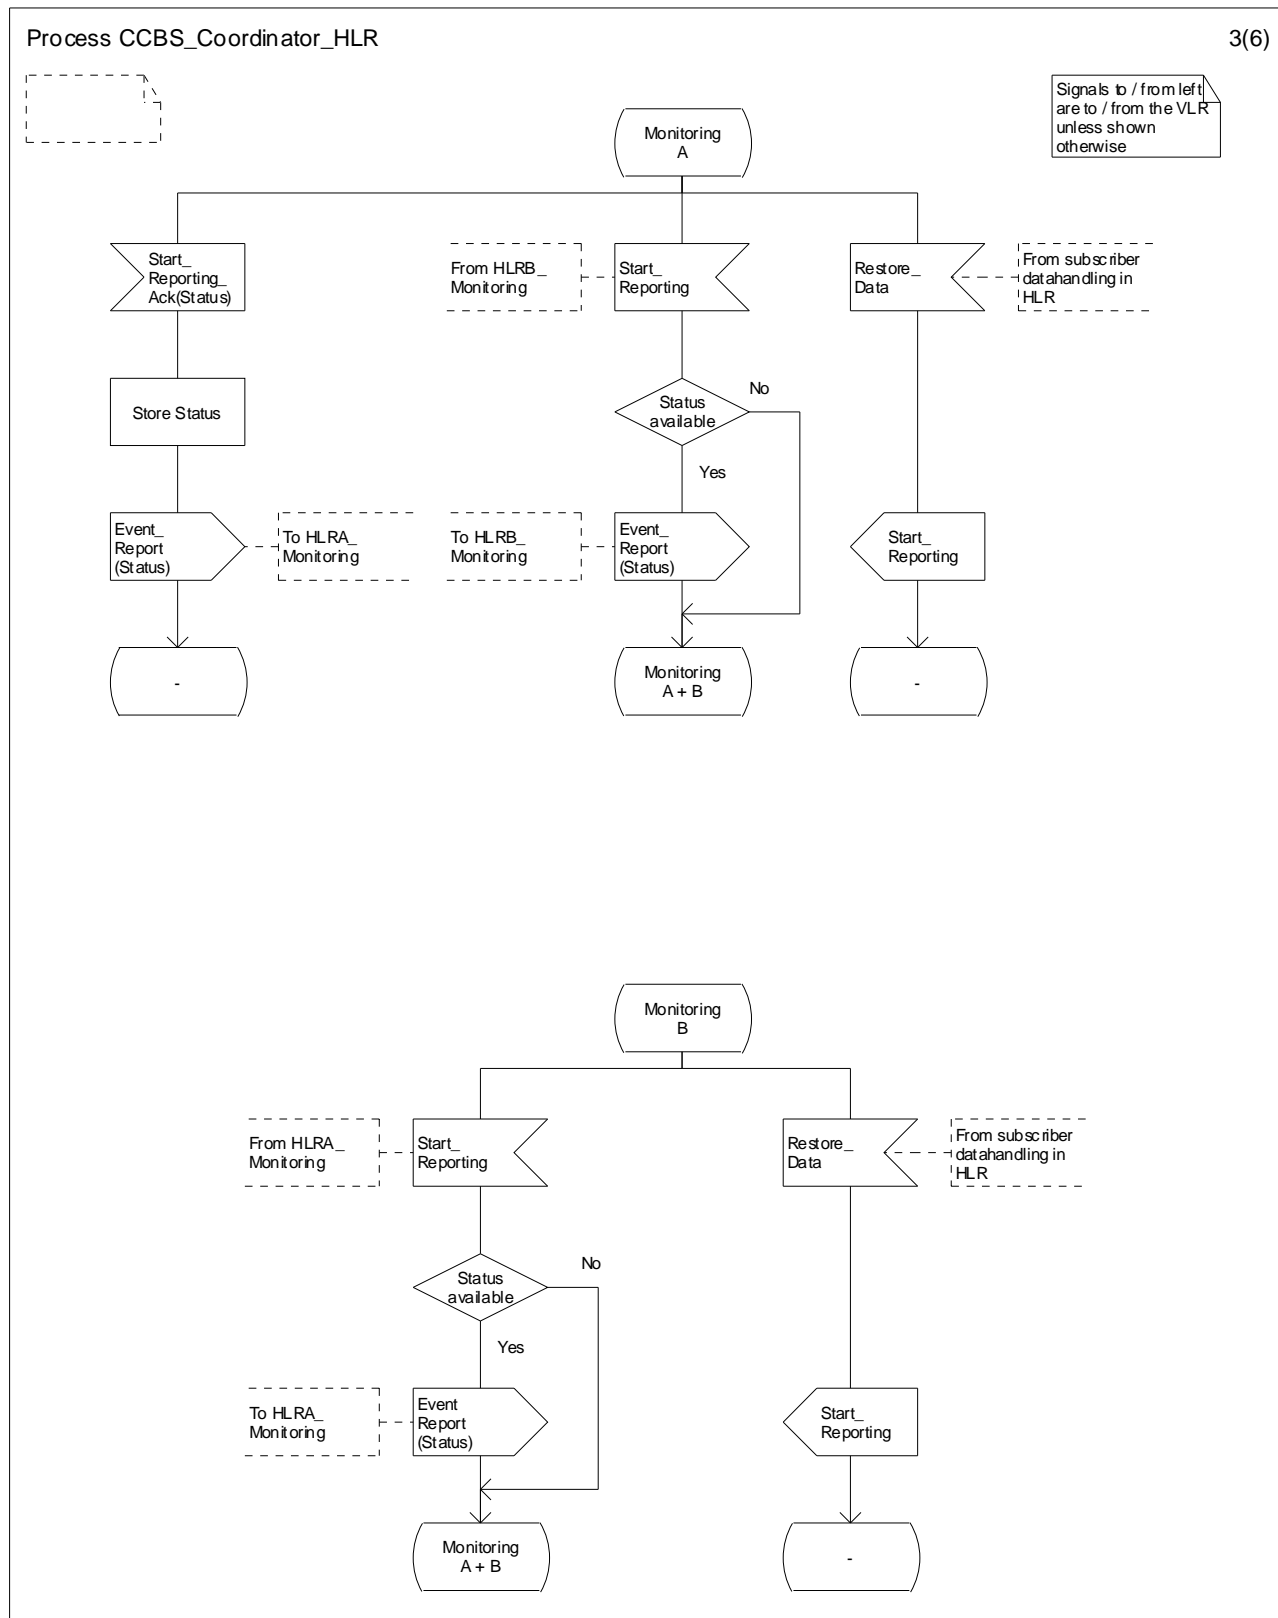 Process CCBS_Coordinator_HLR
3(6)
Signals to / from left
are to / from the VLR
unless shown
otherwise
Monitoring
A
Start_
Reporting_
Ack(Status)
From HLRB_
Monitoring
Start_
Reporting
Restore_
Data
From subscriber
datahandling in
HLR
Store Status
Status
available
No
Yes
Event_
Report
(Status)
To HLRA_
Monitoring
To HLRB_
Monitoring
Event_
Report
(Status)
Start_
Reporting
-
Monitoring
A + B
-
Monitoring
B
From HLRA_
Monitoring
Start_
Reporting
Restore_
Data
From subscriber
datahandling in
HLR
Status
available
No
Yes
To HLRA_
Monitoring
Event
Report
(Status)
Start_
Reporting
Monitoring
A + B
-